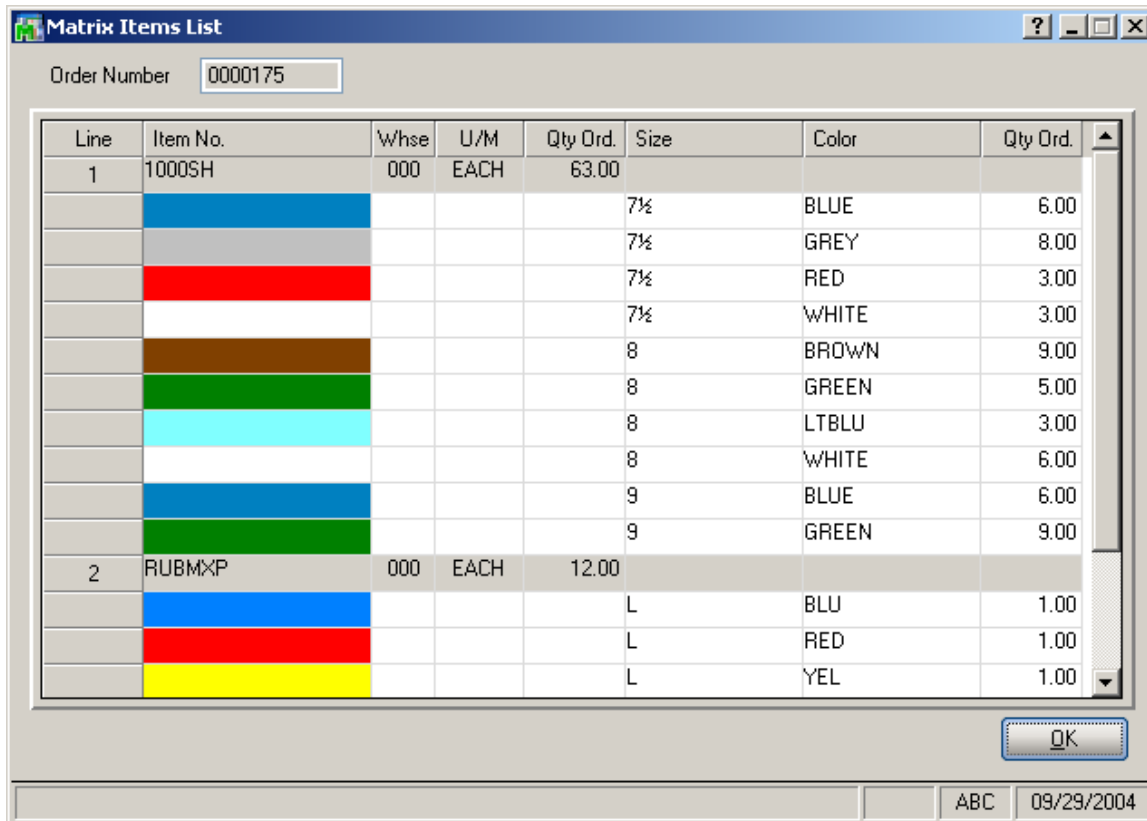 Matrix Items List
Order Number 0000175
Line Item No. Whse U/M Qty Ord. Size Color Qty Ord.
1 1000SH 000 EACH 63.00
7½ BLUE 6.00
7½ GREY 8.00
7½ RED 3.00
7½ WHITE 3.00
8 BROWN 9.00
8 GREEN 5.00
8 LTBLU 3.00
8 WHITE 6.00
9 BLUE 6.00
9 GREEN 9.00
2 RUBMXP 000 EACH 12.00
L BLU 1.00
L RED 1.00
L YEL 1.00
OK
ABC 09/29/2004